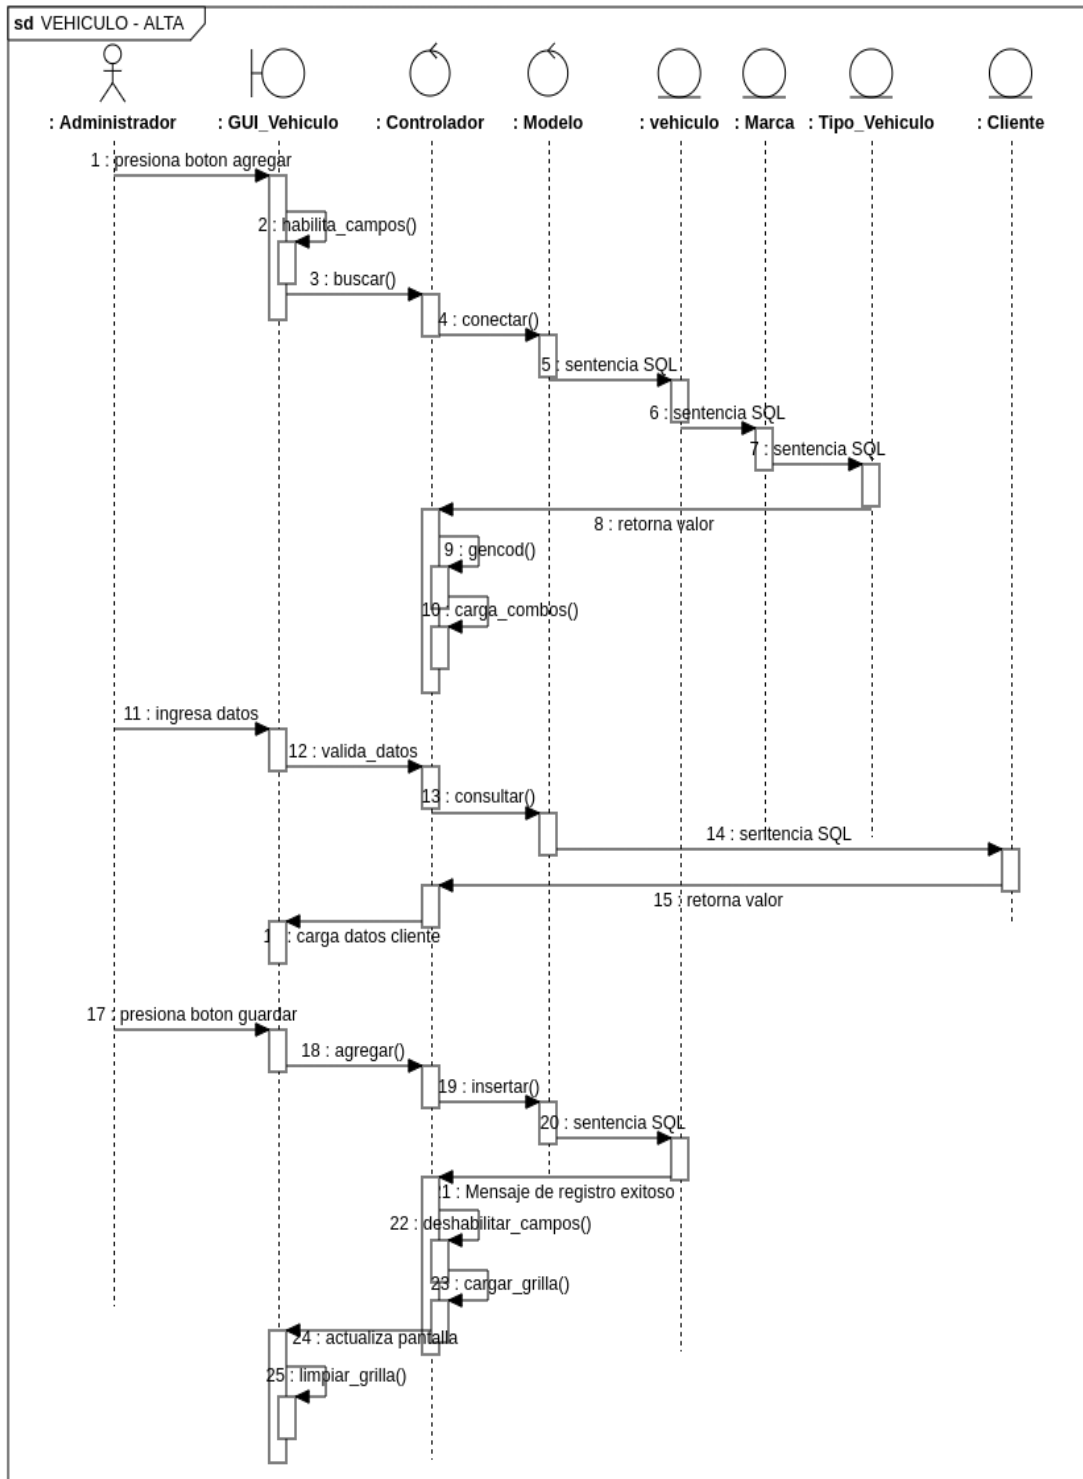 sd VEHICULO - ALTA
: Administrador
: GUI_Vehiculo
: Controlador
: Modelo
: vehiculo
: Marca
: Tipo_Vehiculo
: Cliente
1 : presiona boton agregar
2 : habilita_campos()
3 : buscar()
4 : conectar()
5 : sentencia SQL
6 : sentencia SQL
7 : sentencia SQL
8 : retorna valor
9 : gencod()
10 : carga_combos()
11 : ingresa datos
12 : valida_datos
13 : consultar()
14 : sentencia SQL
15 : retorna valor
1 : carga datos cliente
17 : presiona boton guardar
18 : agregar()
19 : insertar()
20 : sentencia SQL
1 : Mensaje de registro exitoso
22 : deshabilitar_campos()
23 : cargar_grilla()
24 : actualiza pantalla
25 : limpiar_grilla()